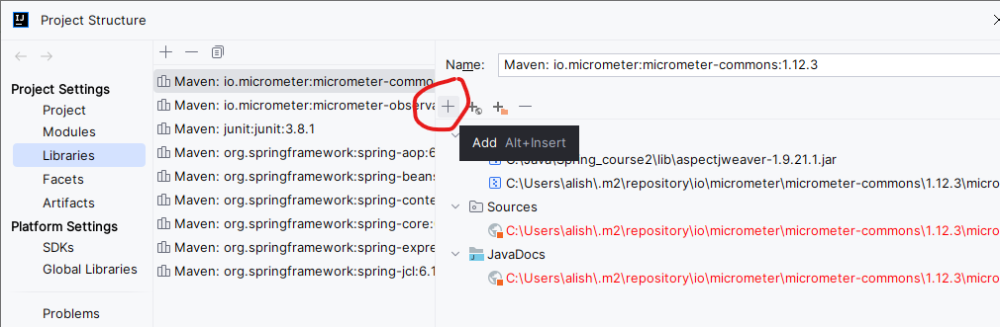 Project Structure
Name:
Maven: io.micrometer:micrometer-commons:1.12.3
Project Settings
Project
Modules
Libraries
Facets
Artifacts
Platform Settings
SDKs
Global Libraries
Problems
Maven: io.micrometer:micrometer-commo
Maven: io.micrometer:micrometer-observa
Maven: junit:junit:3.8.1
Maven: org.springframework:spring-aop:6
Maven: org.springframework:spring-beans
Maven: org.springframework:spring-conte
Maven: org.springframework:spring-core:
Maven: org.springframework:spring-expre
Maven: org.springframework:spring-jcl:6.1
Add Alt+Insert
C:\Java\Spring_course2\lib\aspectjweaver-1.9.21.1.jar
C:\Users\alish\.m2\repository\io\micrometer\micrometer-commons\1.12.3\micro
Sources
C:\Users\alish\.m2\repository\io\micrometer\micrometer-commons\1.12.3\micro
JavaDocs
C:\Users\alish\.m2\repository\io\micrometer\micrometer-commons\1.12.3\micro